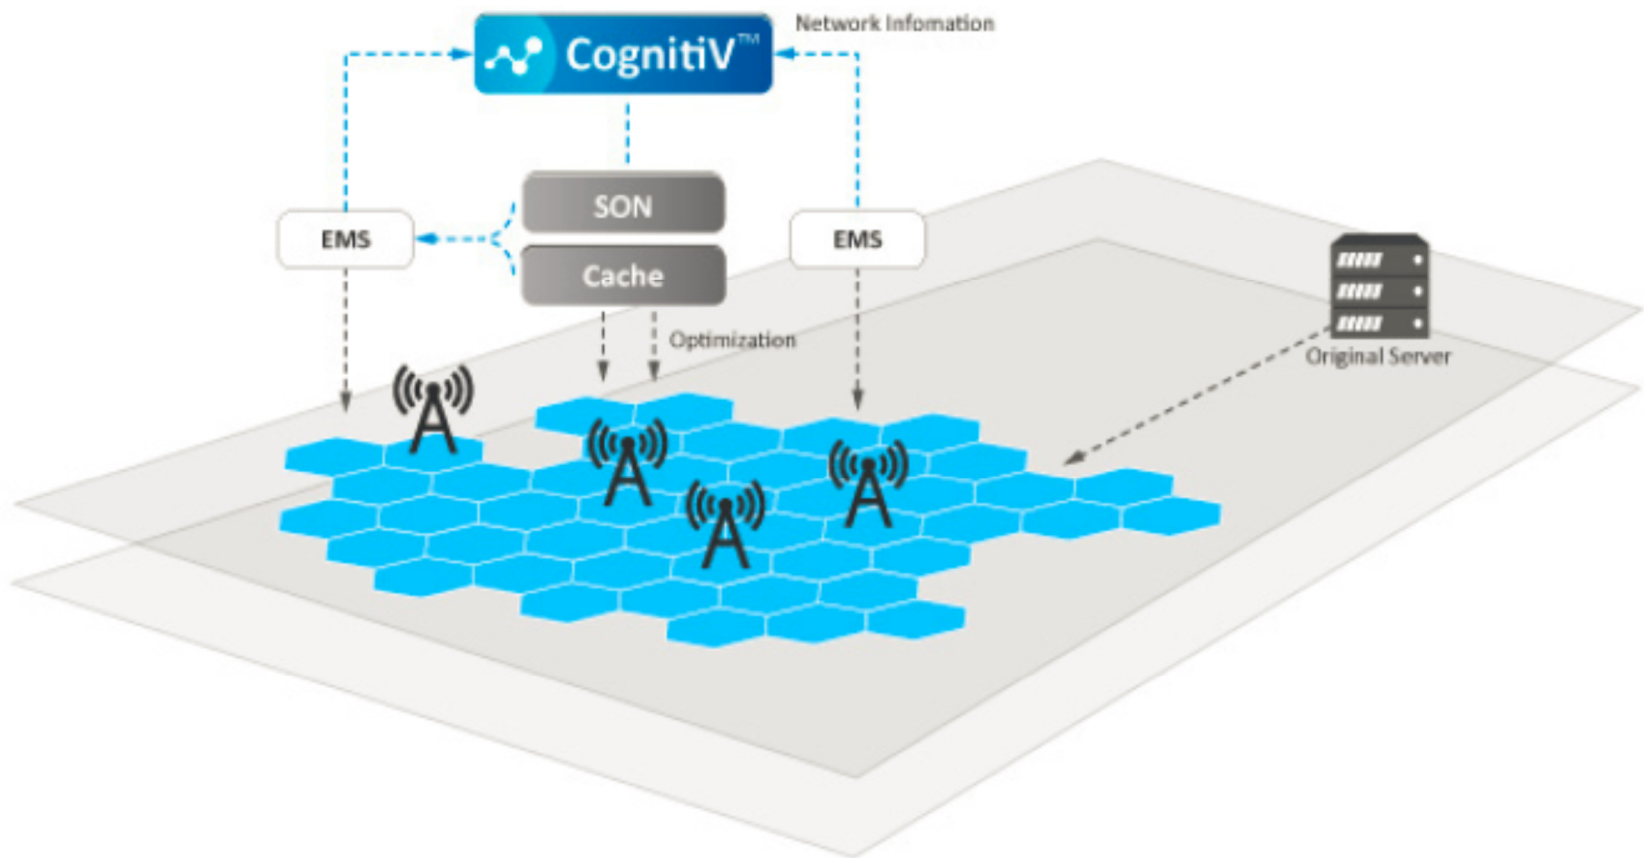 Network Infomation
CognitiV™
SON
EMS
EMS
Cache
Optimization
Original Server